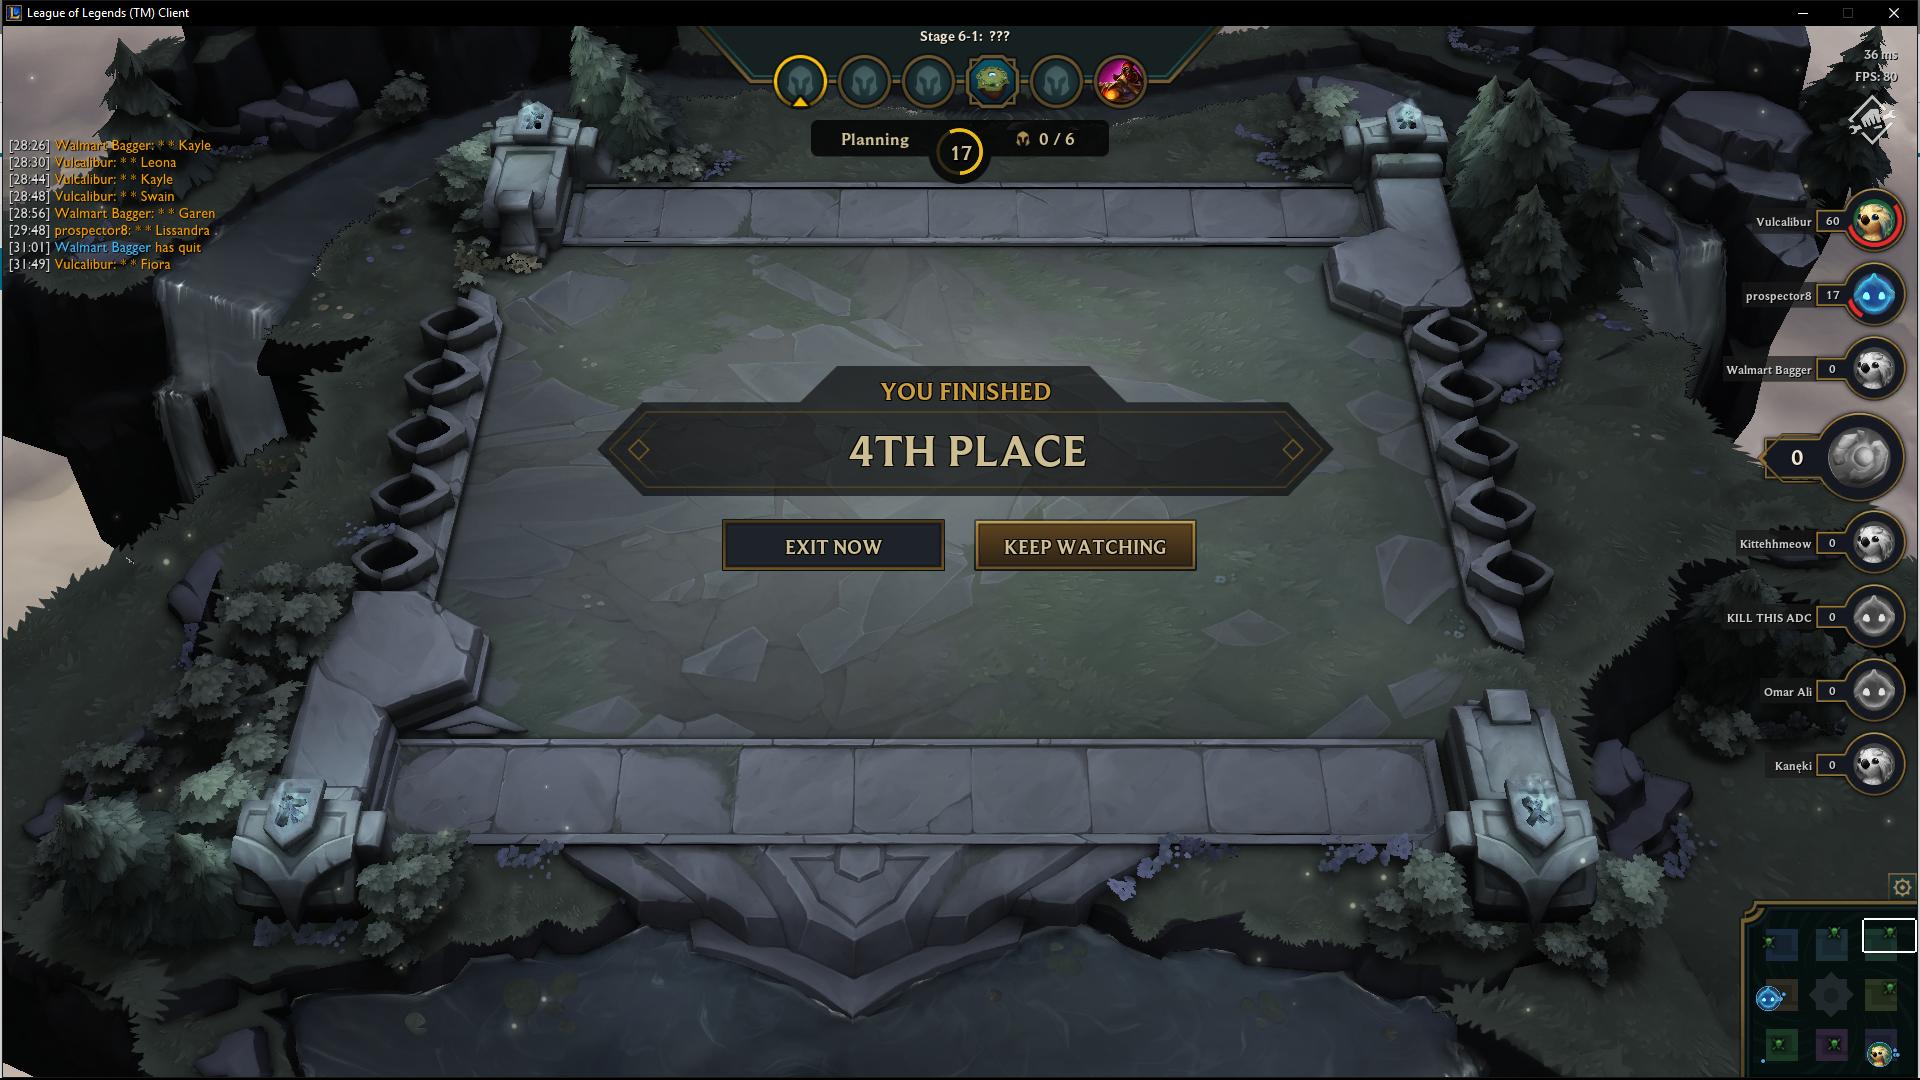 League of Legends (TM) Client
Stage 6-1: ???
36 ms
FPS: 80
Planning
17
0 / 6
[28:26] Walmart Bagger: * * Kayle
[28:30] Vulcalibur: * * Leona
[28:44] Vulcalibur: * * Kayle
[28:48] Vulcalibur: * * Swain
[28:56] Walmart Bagger: * * Garen
[29:48] prospector8: * * Lissandra .
[31:01] Walmart Bagger has quit
[31:49] Vulcalibur: * * Fiora
Vulcalibur 60
prospector8 17
Walmart Bagger 0
0
Kittehhmeow 0
KILL THIS ADC 0
Omar Ali 0
Kanęki 0
YOU FINISHED
4TH PLACE
EXIT NOW
KEEP WATCHING